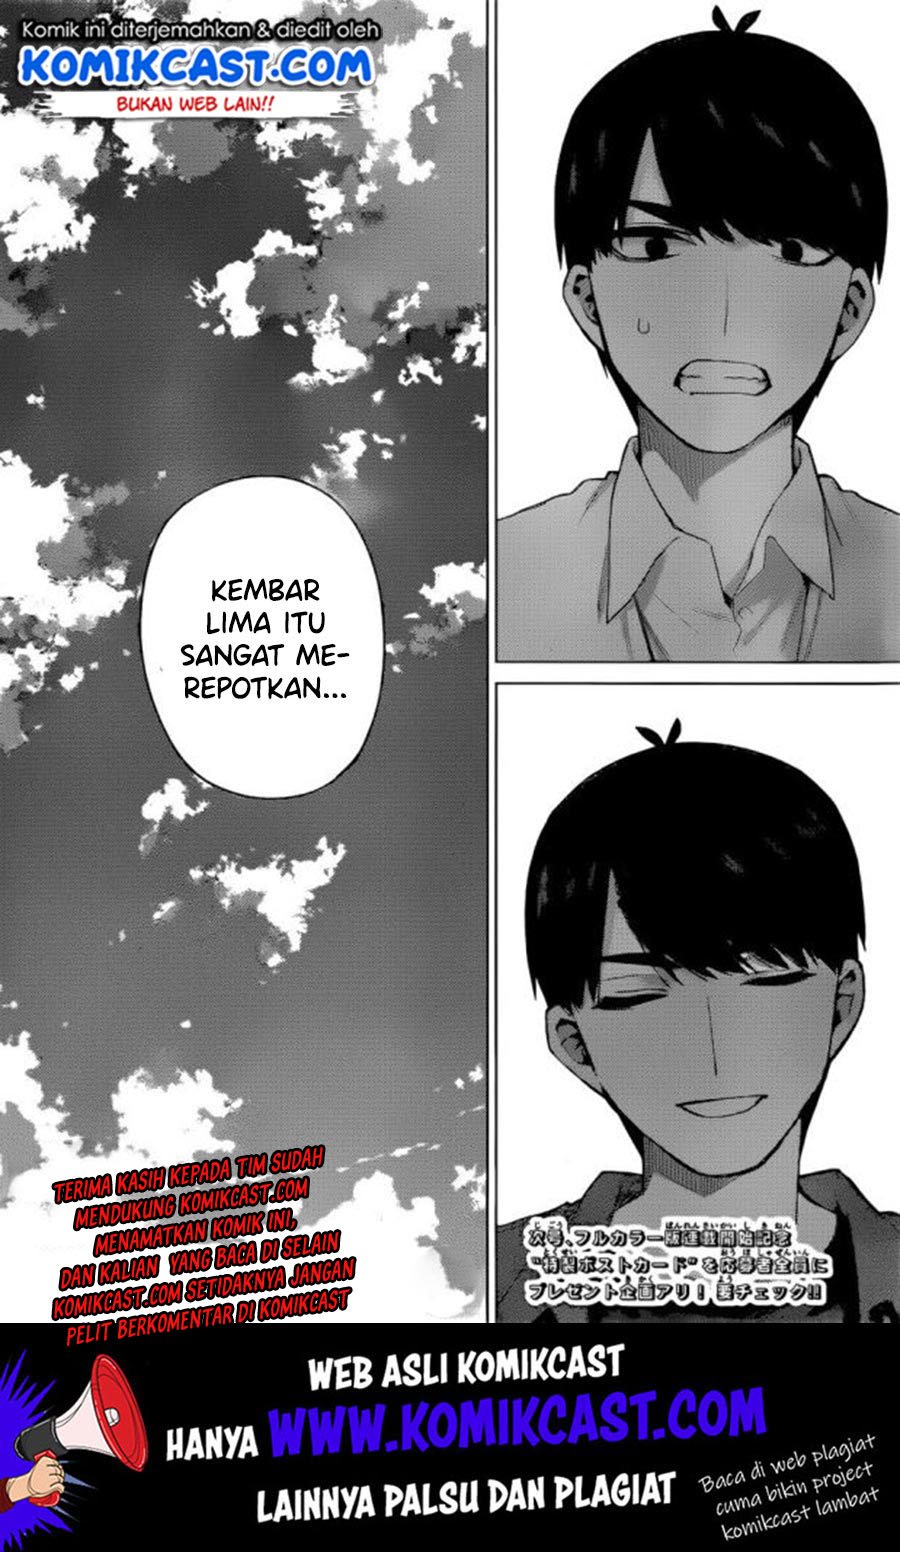 Komik ini diterjemahkan & diedit oleh
KOMIKCAST.COM
BUKAN WEB LAIN!!
KEMBAR
LIMA ITU
SANGAT ME-
REPOTKAN...
TERIMA KASIH KEPADA TIM SUDAH
MENDUKUNG KOMIKCAST.COM
MENAMATKAN KOMIK INI,
DAN KALIAN YANG BACA DI SELAIN
KOMIKCAST.COM SETIDAKNYA JANGAN
PELIT BERKOMENTAR DI KOMIKCAST
次号、フルカラー版連載開始記念
"特製ポストカード"を応募者全員に
プレゼント企画アリ! 要チェック!!
WEB ASLI KOMIKCAST
HANYA WWW.KOMIKCAST.COM
LAINNYA PALSU DAN PLAGIAT
Baca di web plagiat
cuma bikin project
komikcast lambat